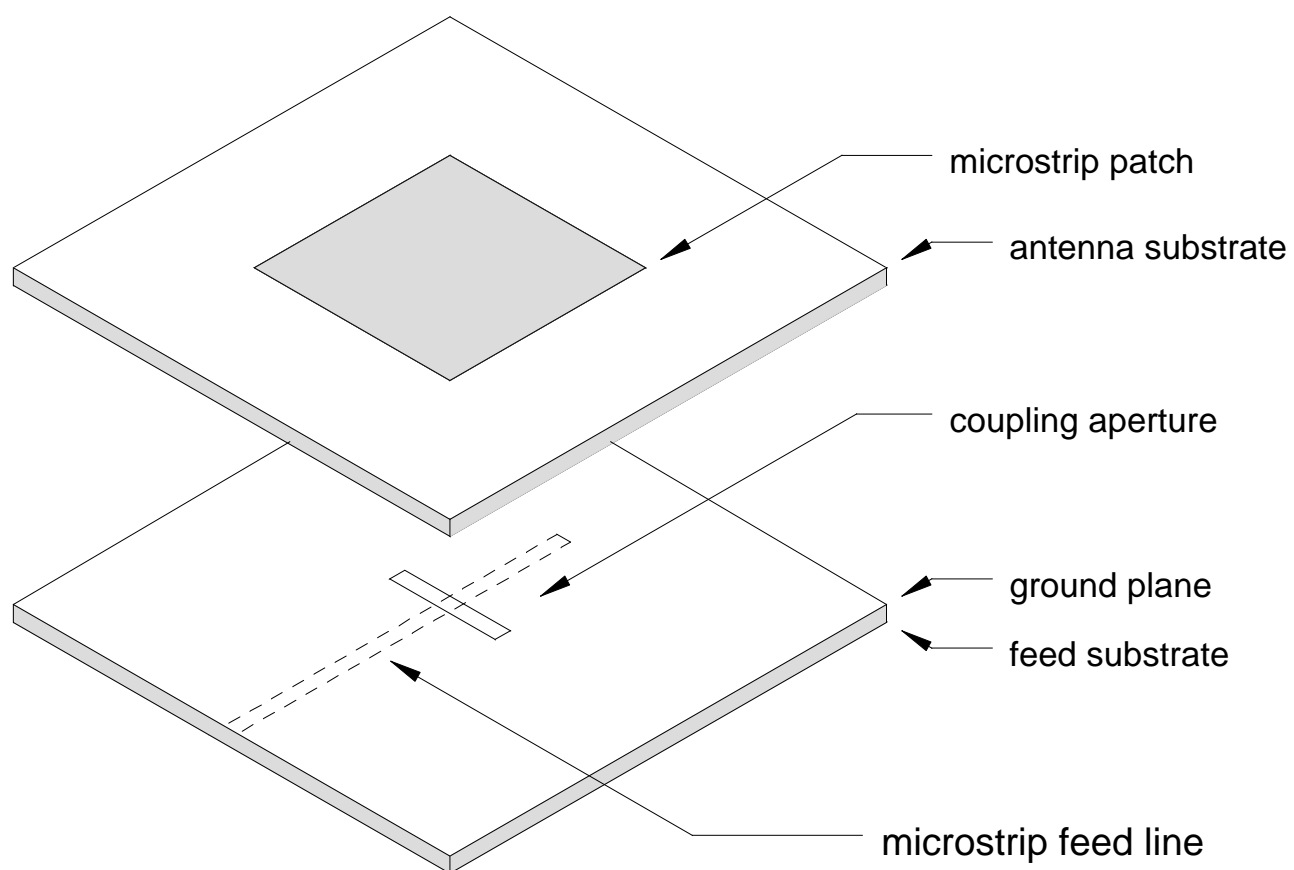 microstrip patch
antenna substrate
coupling aperture
ground plane
feed substrate
microstrip feed line